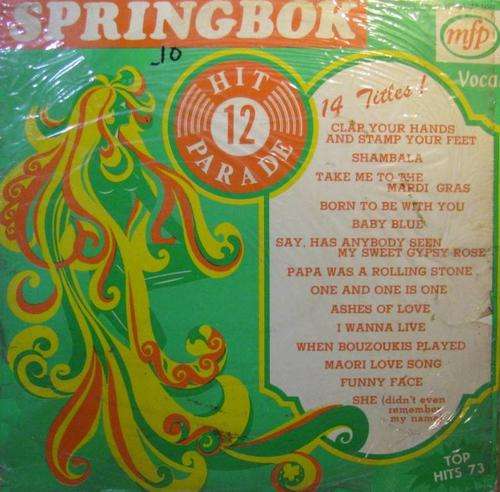 SPRINGBOK
mfp
10
Voca
HIT
12
PARADE
14 Titles!
CLAP YOUR HANDS
AND STAMP YOUR FEET
SHAMBALA
TAKE ME TO THE
MARDI GRAS
BORN TO BE WITH YOU
BABY BLUE
SAY, HAS ANYBODY SEEN
MY SWEET GYPSY ROSE
PAPA WAS A ROLLING STONE
ONE AND ONE IS ONE
ASHES OF LOVE
I WANNA LIVE
WHEN BOUZOUKIS PLAYED
MAORI LOVE SONG
FUNNY FACE
SHE (didn't even
remember
my name)
TOP
HITS 73